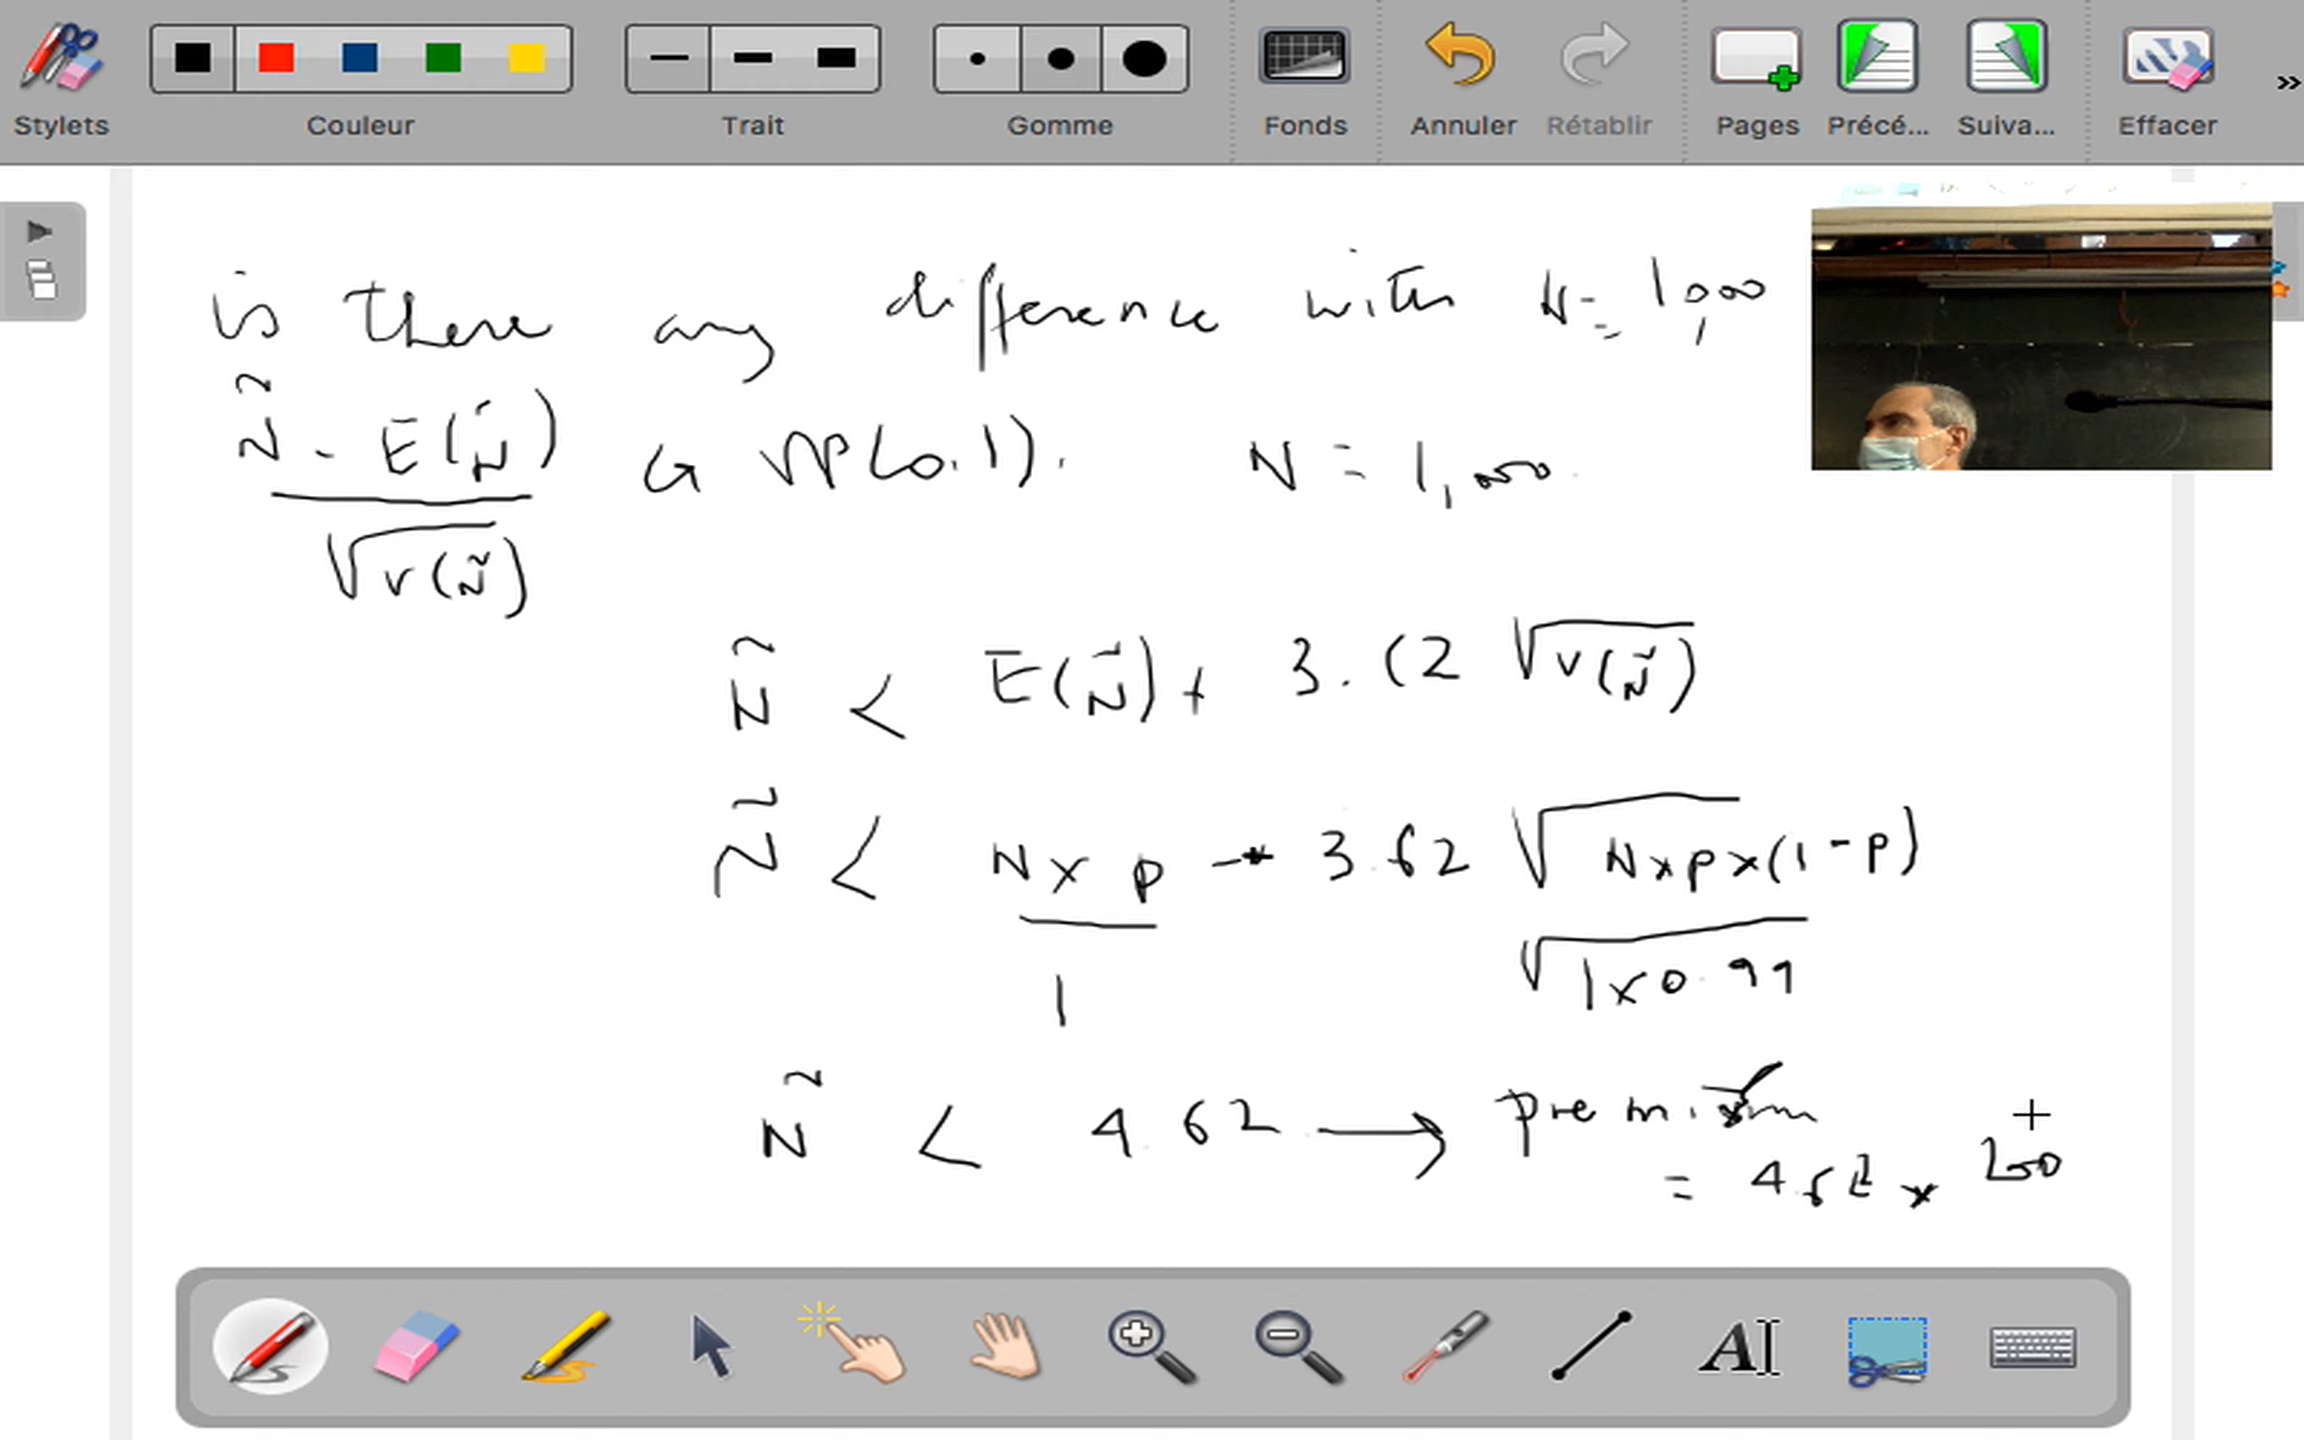 Stylets Couleur Trait Gomme Fonds Annuler Rétablir Pages Précé... Suiva... Effacer »
is there any difference with N = 1,000
Ñ - E(Ñ) / √V(Ñ) (0,1). N = 1,000.
Ñ < E(Ñ) + 3.62 √V(Ñ)
Ñ < N x p + 3.62 √N x p x (1-p)
1 √1 x 0.99
Ñ < 4.62 → premium
= 4.62 x 200